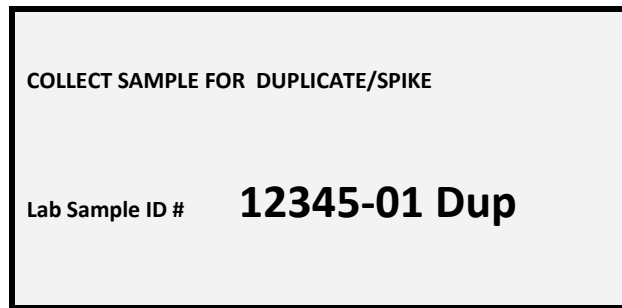 COLLECT SAMPLE FOR DUPLICATE/SPIKE
Lab Sample ID # 12345-01 Dup